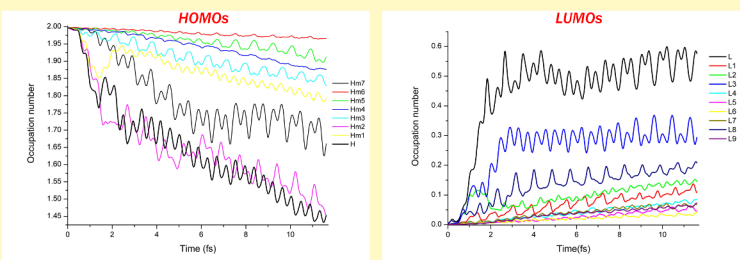 HOMOs
2.00
1.95
1.90
1.85
1.80
1.75
1.70
1.65
1.60
1.55
1.50
1.45
Occupation number
0
2
4
6
8
10
Time (fs)
Hm7
Hm6
Hm5
Hm4
Hm3
Hm2
Hm1
H
LUMOs
0.6
0.5
0.4
0.3
0.2
0.1
0.0
Occupation number
0
2
4
6
8
10
Time(fs)
L
L1
L2
L3
L4
L5
L6
L7
L8
L9